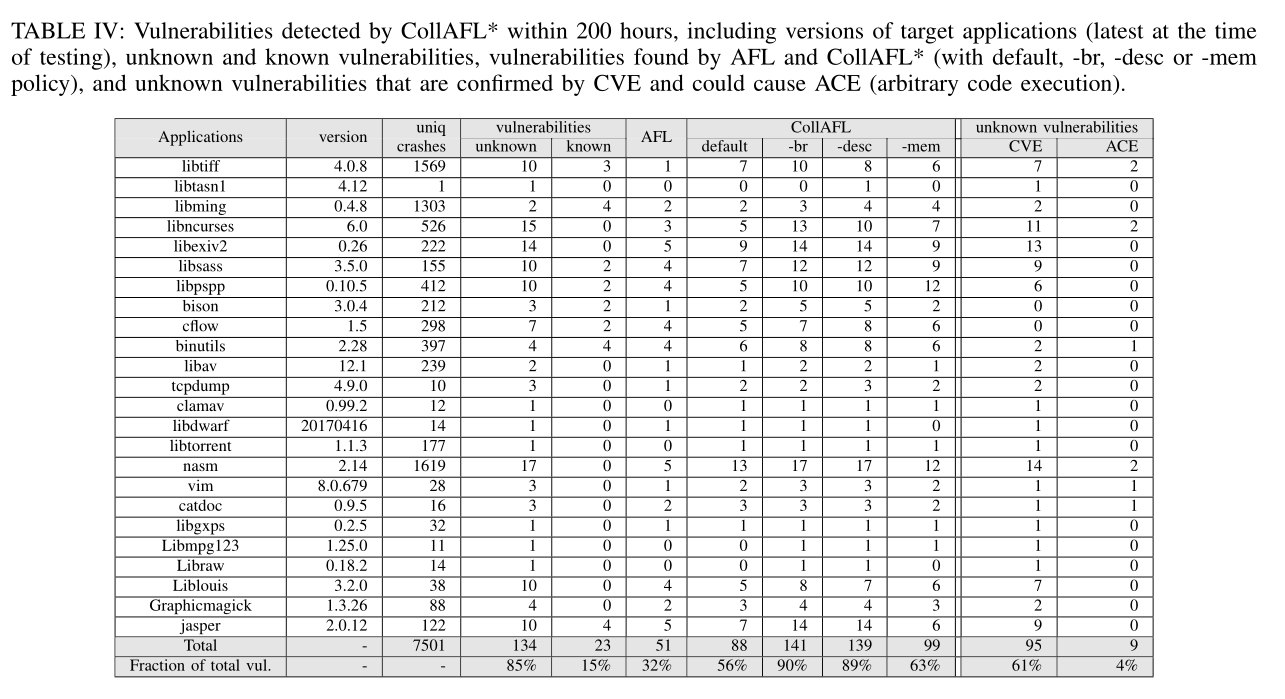 TABLE IV: Vulnerabilities detected by CollAFL* within 200 hours, including versions of target applications (latest at the time
of testing), unknown and known vulnerabilities, vulnerabilities found by AFL and CollAFL* (with default, -br, -desc or -mem
policy), and unknown vulnerabilities that are confirmed by CVE and could cause ACE (arbitrary code execution).
Applications version uniq crashes vulnerabilities AFL CollAFL unknown vulnerabilities
unknown known default -br -desc -mem CVE ACE
libtiff 4.0.8 1569 10 3 1 7 10 8 6 7 2
libtasn1 4.12 1 1 0 0 0 0 1 0 1 0
libming 0.4.8 1303 2 4 2 2 3 4 4 2 0
libncurses 6.0 526 15 0 3 5 13 10 7 11 2
libexiv2 0.26 222 14 0 5 9 14 14 9 13 0
libsass 3.5.0 155 10 2 4 7 12 12 9 9 0
libpspp 0.10.5 412 10 2 4 5 10 10 12 6 0
bison 3.0.4 212 3 2 1 2 5 5 2 0 0
cflow 1.5 298 7 2 4 5 7 8 6 0 0
binutils 2.28 397 4 4 4 6 8 8 6 2 1
libav 12.1 239 2 0 1 1 2 2 1 2 0
tcpdump 4.9.0 10 3 0 1 2 2 3 2 2 0
clamav 0.99.2 12 1 0 0 1 1 1 1 1 0
libdwarf 20170416 14 1 0 1 1 1 1 0 1 0
libtorrent 1.1.3 177 1 0 0 1 1 1 1 1 0
nasm 2.14 1619 17 0 5 13 17 17 12 14 2
vim 8.0.679 28 3 0 1 2 3 3 2 1 1
catdoc 0.9.5 16 3 0 2 3 3 3 2 1 1
libgxps 0.2.5 32 1 0 1 1 1 1 1 1 0
Libmpg123 1.25.0 11 1 0 0 0 1 1 1 1 0
Libraw 0.18.2 14 1 0 0 0 1 1 0 1 0
Liblouis 3.2.0 38 10 0 4 5 8 7 6 7 0
Graphicmagick 1.3.26 88 4 0 2 3 4 4 3 2 0
jasper 2.0.12 122 10 4 5 7 14 14 6 9 0
Total - 7501 134 23 51 88 141 139 99 95 9
Fraction of total vul. - - 85% 15% 32% 56% 90% 89% 63% 61% 4%